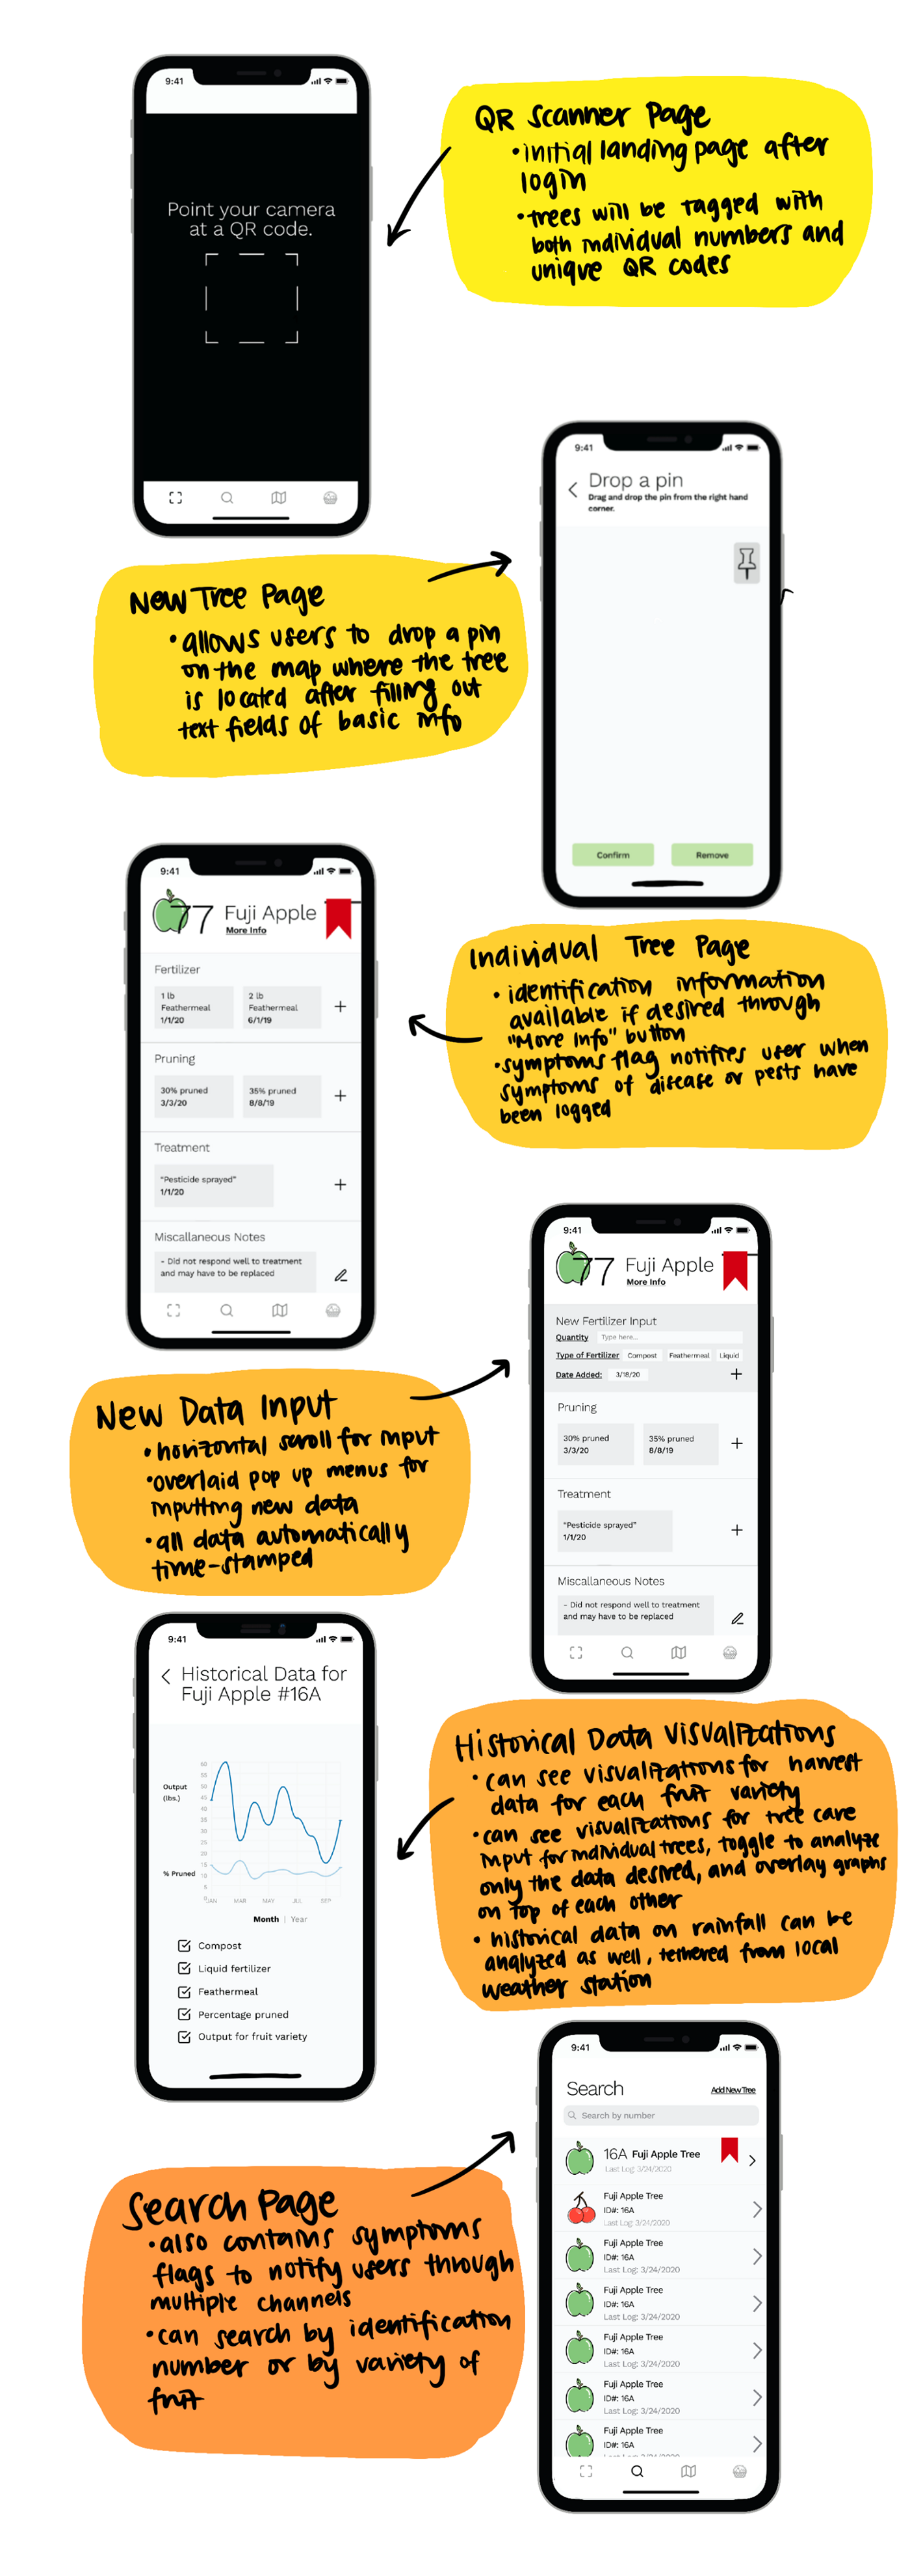 9:41
Point your camera
at a QR code.
QR Scanner Page
• initial landing page after
login
• trees will be tagged with
both individual numbers and
unique QR codes
9:41
Drop a pin
Drag and drop the pin from the right hand
corner.
Confirm
Remove
New Tree Page
• allows users to drop a pin
on the map where the tree
is located after filling out
text fields of basic info
9:41
77 Fuji Apple
More Info
Fertilizer
1 lb
Feathermeal
1/1/20
2 lb
Feathermeal
6/1/19
+
Pruning
30% pruned
3/3/20
35% pruned
8/8/19
+
Treatment
"Pesticide sprayed"
1/1/20
+
Miscellaneous Notes
- Did not respond well to treatment
and may have to be replaced
Individual Tree Page
• identification information
available if desired through
"More Info" button
• symptoms flag notifies user when
symptoms of disease or pests have
been logged
9:41
77 Fuji Apple
More Info
New Fertilizer Input
Quantity Type here...
Type of Fertilizer Compost Feathermeal Liquid
Date Added: 3/18/20 +
Pruning
30% pruned
3/3/20
35% pruned
8/8/19
+
Treatment
"Pesticide sprayed"
1/1/20
+
Miscellaneous Notes
- Did not respond well to treatment
and may have to be replaced
New Data Input
• horizontal scroll for input
• overlaid pop up menus for
inputting new data
• all data automatically
time-stamped
9:41
Historical Data for
Fuji Apple #16A
Output
(lbs.)
% Pruned
60
55
50
45
40
35
30
25
20
15
10
5
0
JAN MAR MAY JUL SEP
Month | Year
Compost
Liquid fertilizer
Feathermeal
Percentage pruned
Output for fruit variety
Historical Data Visualizations
• can see visualizations for harvest
data for each fruit variety
• can see visualizations for tree care
input for individual trees, toggle to analyze
only the data desired, and overlay graphs
on top of each other
• historical data on rainfall can be
analyzed as well, tethered from local
weather station
9:41
Search
Add New Tree
Search by number
16A Fuji Apple Tree
Last Log: 3/24/2020
Fuji Apple Tree
ID#: 16A
Last Log: 3/24/2020
Fuji Apple Tree
ID#: 16A
Last Log: 3/24/2020
Fuji Apple Tree
ID#: 16A
Last Log: 3/24/2020
Fuji Apple Tree
ID#: 16A
Last Log: 3/24/2020
Fuji Apple Tree
ID#: 16A
Last Log: 3/24/2020
Fuji Apple Tree
ID#: 16A
Search Page
• also contains symptoms
flags to notify users through
multiple channels
• can search by identification
number or by variety of
fruit